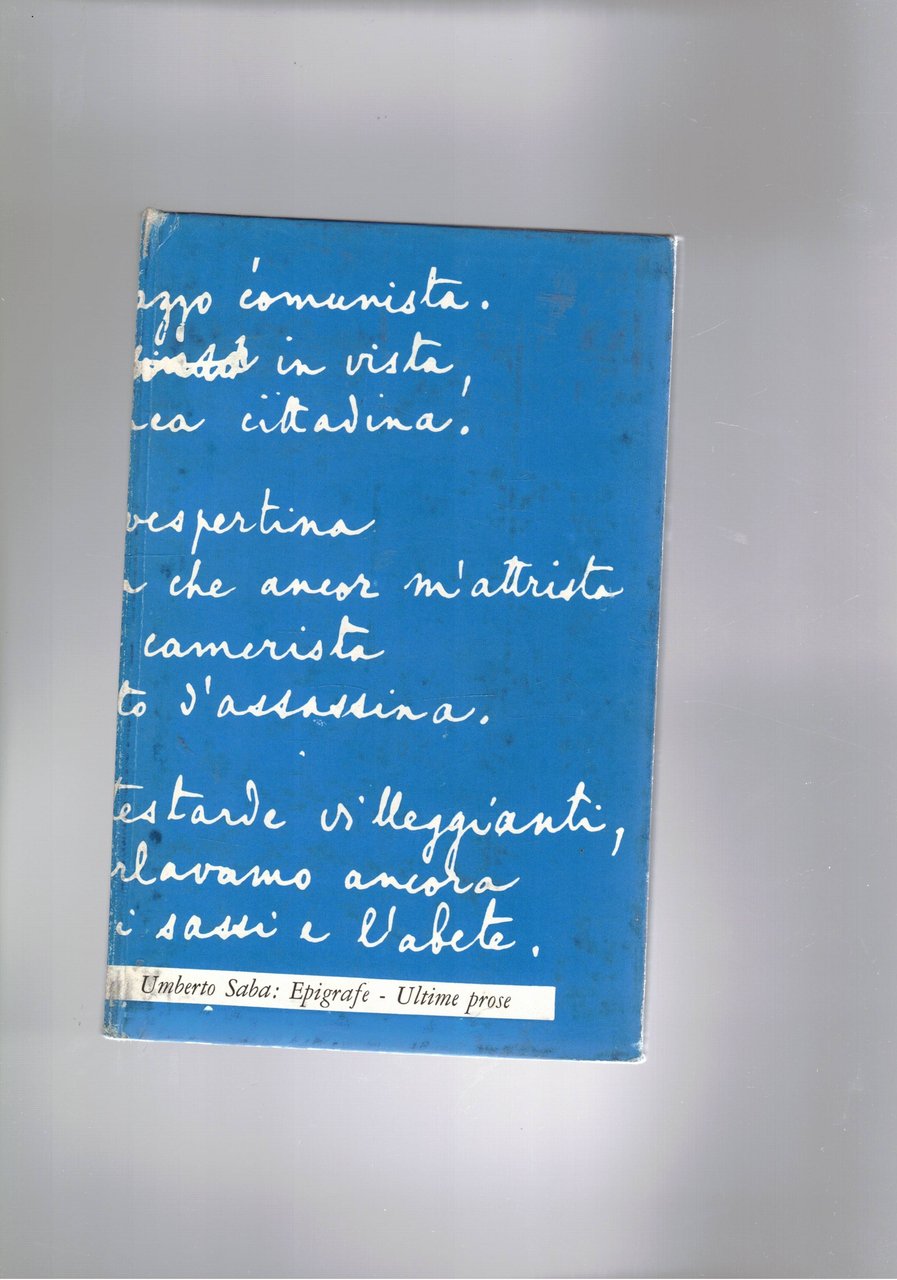 azzo comunista.
in vista,
ca cittadina.
vespertina
che ancor m'attrista
camerista
to d'assassina.
testarde villeggianti,
rlavamo ancora
i sassi e l'abete.
Umberto Saba: Epigrafe - Ultime prose